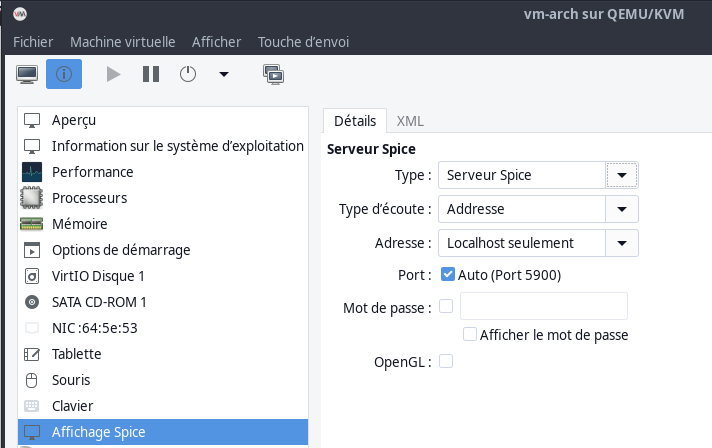 vm-arch sur QEMU/KVM
Fichier Machine virtuelle Afficher Touche d'envoi
Aperçu
Information sur le système d'exploitation
Performance
Processeurs
Mémoire
Options de démarrage
VirtIO Disque 1
SATA CD-ROM 1
NIC :64:5e:53
Tablette
Souris
Clavier
Affichage Spice
Détails XML
Serveur Spice
Type : Serveur Spice
Type d'écoute : Addresse
Adresse : Localhost seulement
Port : Auto (Port 5900)
Mot de passe :
Afficher le mot de passe
OpenGL :